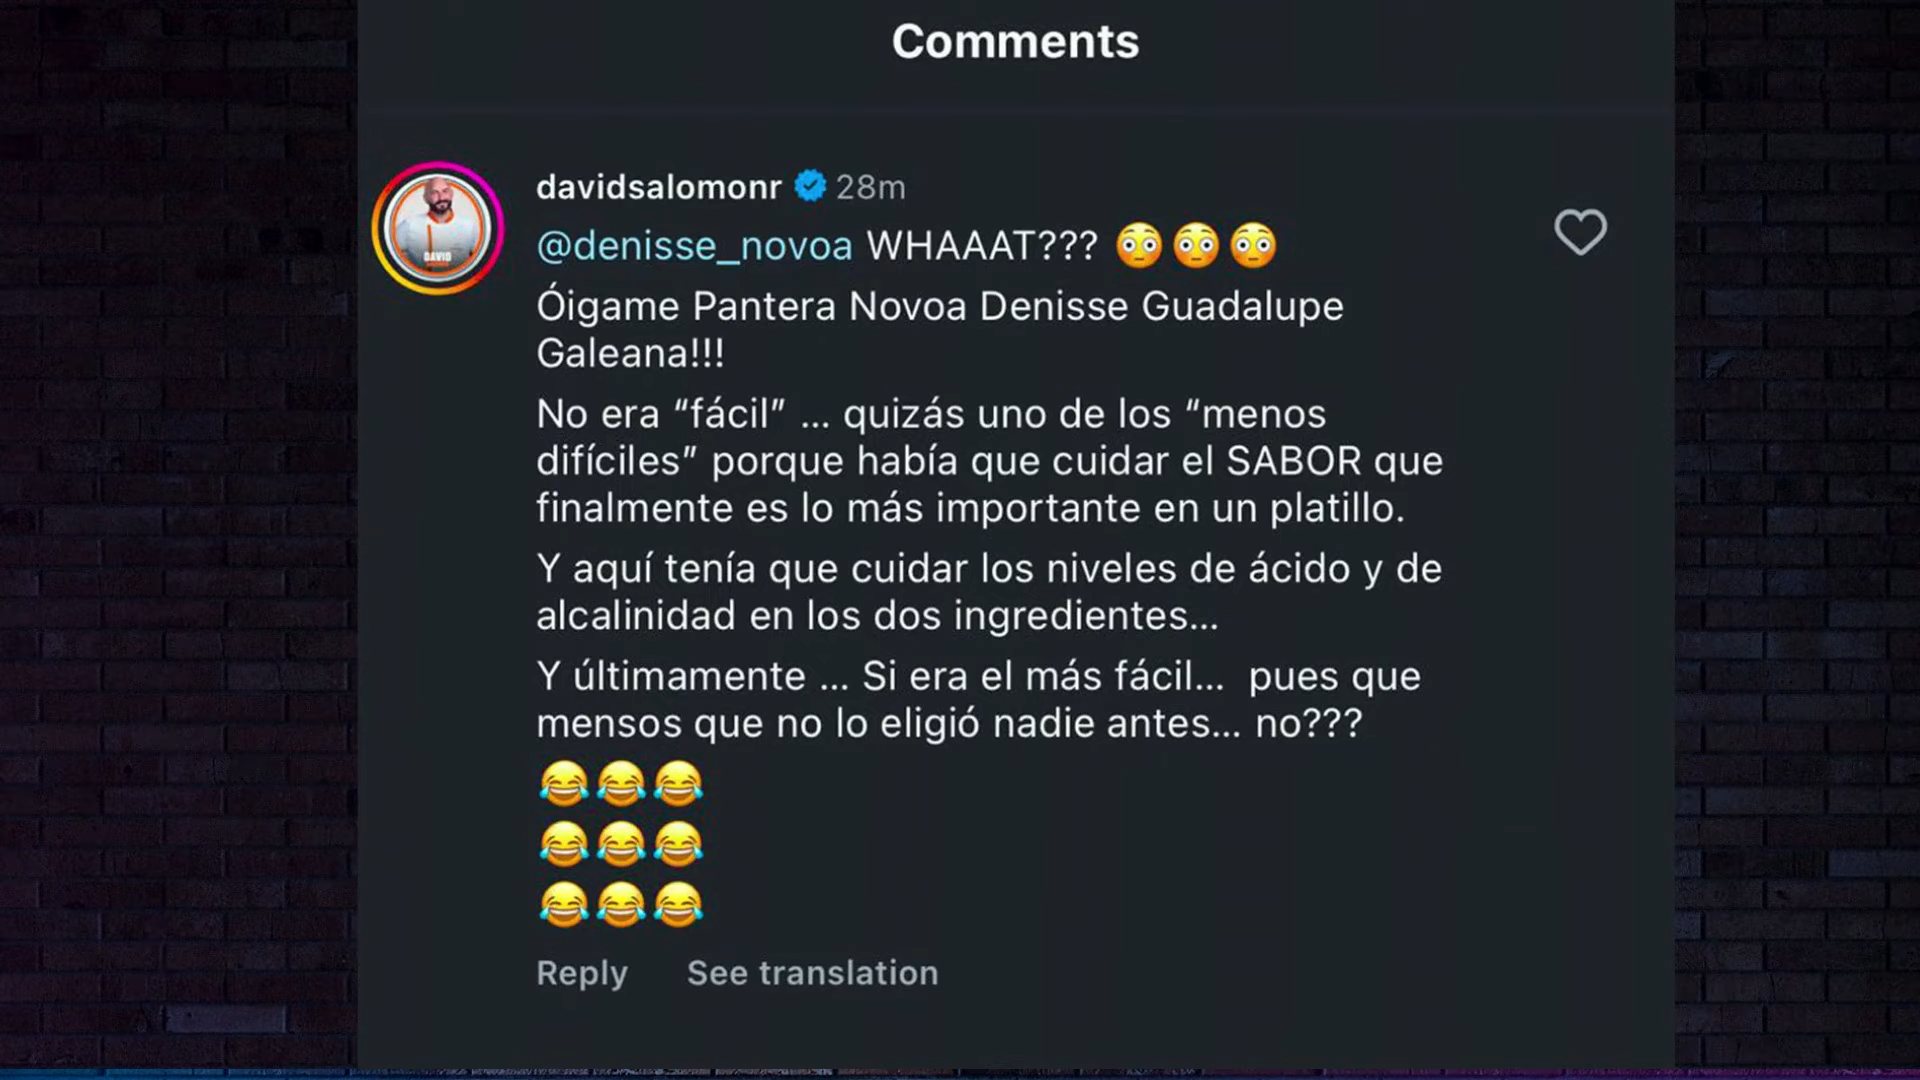 Comments
davidsalomonr 28m
@denisse_novoa WHAAAT??? 😳😳😳
Óigame Pantera Novoa Denisse Guadalupe
Galeana!!!
No era “fácil” ... quizás uno de los “menos
difíciles” porque había que cuidar el SABOR que
finalmente es lo más importante en un platillo.
Y aquí tenía que cuidar los niveles de ácido y de
alcalinidad en los dos ingredientes...
Y últimamente ... Si era el más fácil... pues que
mensos que no lo eligió nadie antes... no???
😂😂😂
😂😂😂
😂😂😂
Reply See translation
DAVID